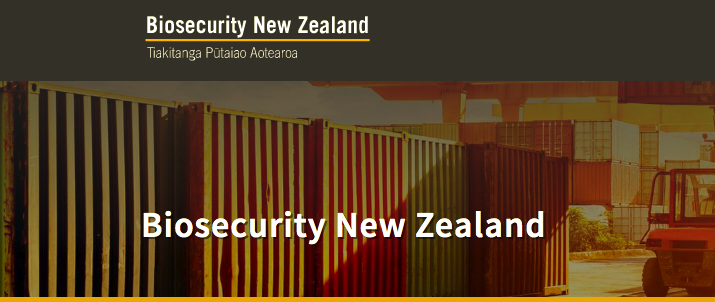 Biosecurity New Zealand
Tiakitanga Pūtaiao Aotearoa
Biosecurity New Zealand